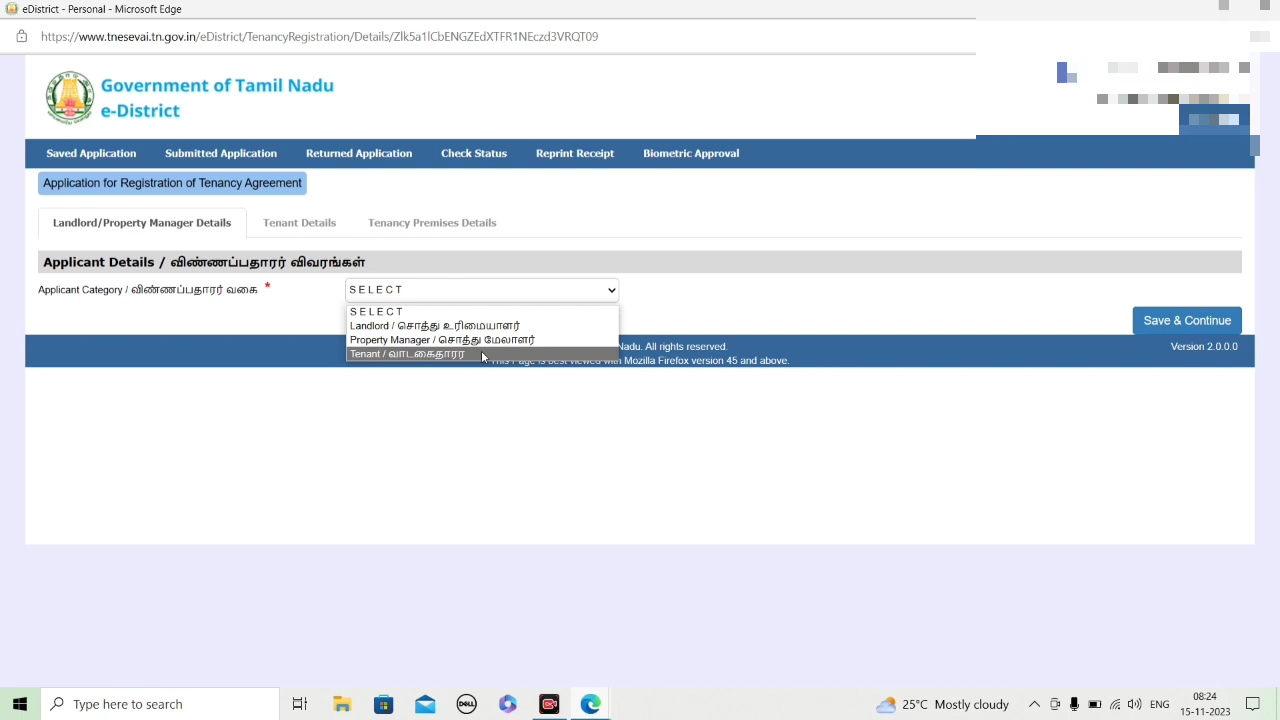 eDistrict - Personal - Microsoft Edge
https://www.tnesevai.tn.gov.in/eDistrict/TenancyRegistration/Details/Zlk5a1lCbENGZEdXTFR1NEczd3VRQT09
Government of Tamil Nadu
e-District
Saved Application Submitted Application Returned Application Check Status Reprint Receipt Biometric Approval
Application for Registration of Tenancy Agreement
Landlord/Property Manager Details Tenant Details Tenancy Premises Details
Applicant Details / விண்ணப்பதாரர் விவரங்கள்
Applicant Category / விண்ணப்பதாரர் வகை * SELECT
SELECT
Landlord / சொத்து உரிமையாளர்
Property Manager / சொத்து மேலாளர்
Tenant / வாடகைதாரர்
Save & Continue
Nadu. All rights reserved. Version 2.0.0.0
This Page is best viewed with Mozilla Firefox version 45 and above.
Type here to search DELL 25°C Mostly cloudy ENG 08:24
15-11-2023